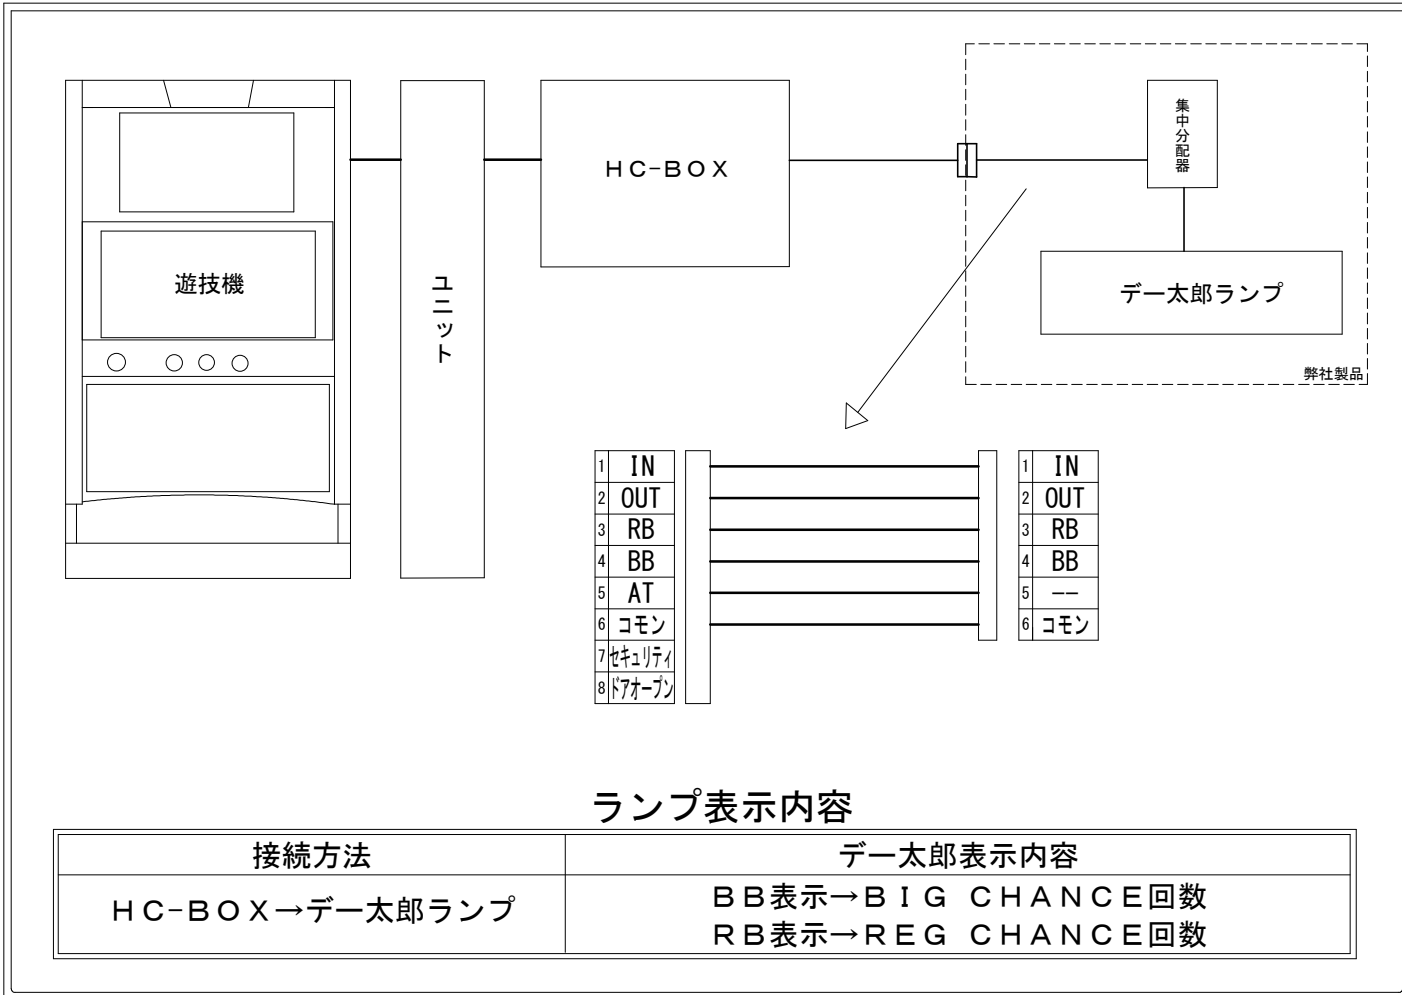 遊技機
ユニット
HC-BOX
集中分配器
デー太郎ランプ
弊社製品
1 IN
2 OUT
3 RB
4 BB
5 AT
6 コモン
7 セキュリティ
8 ドアオープン
1 IN
2 OUT
3 RB
4 BB
5 --
6 コモン
ランプ表示内容
接続方法 デー太郎表示内容
HC-BOX→デー太郎ランプ
BB表示→BIG CHANCE回数
RB表示→REG CHANCE回数